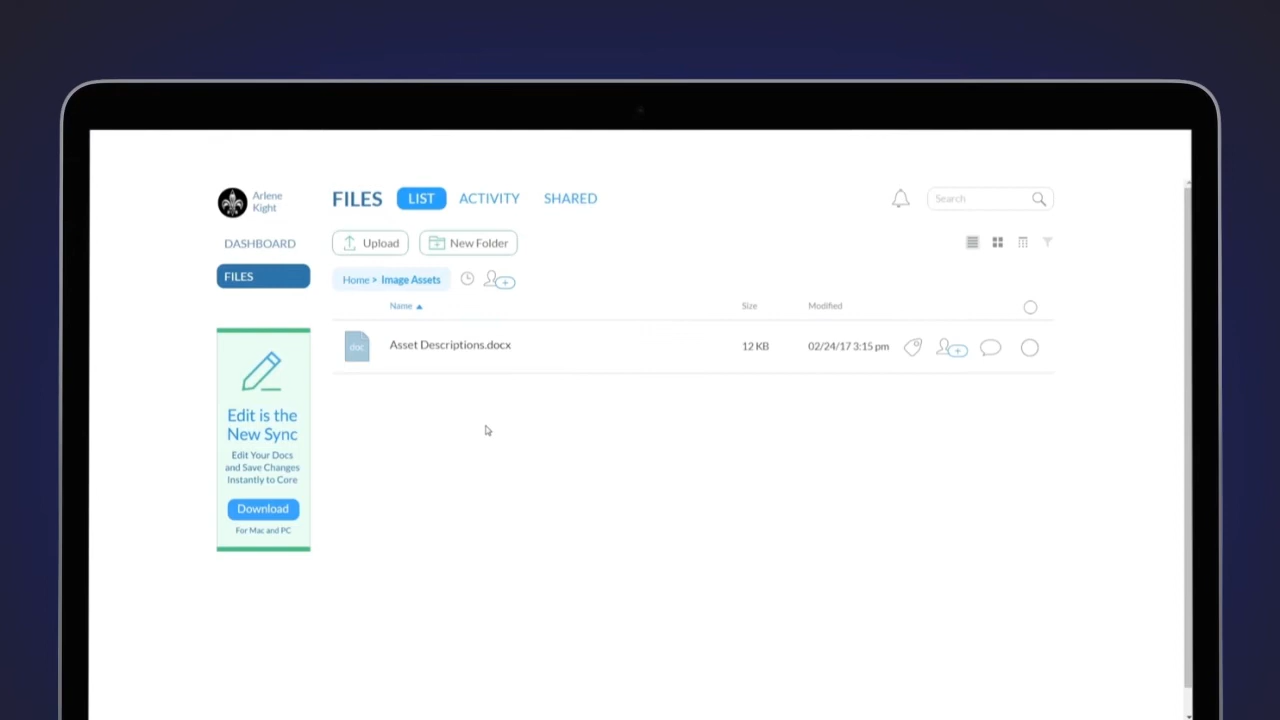 Arlene
Kight
FILES LIST ACTIVITY SHARED
Search
DASHBOARD
Upload New Folder
FILES
Home > Image Assets
Name Size Modified
doc Asset Descriptions.docx 12 KB 02/24/17 3:15 pm
Edit is the
New Sync
Edit Your Docs
and Save Changes
Instantly to Core
Download
For Mac and PC